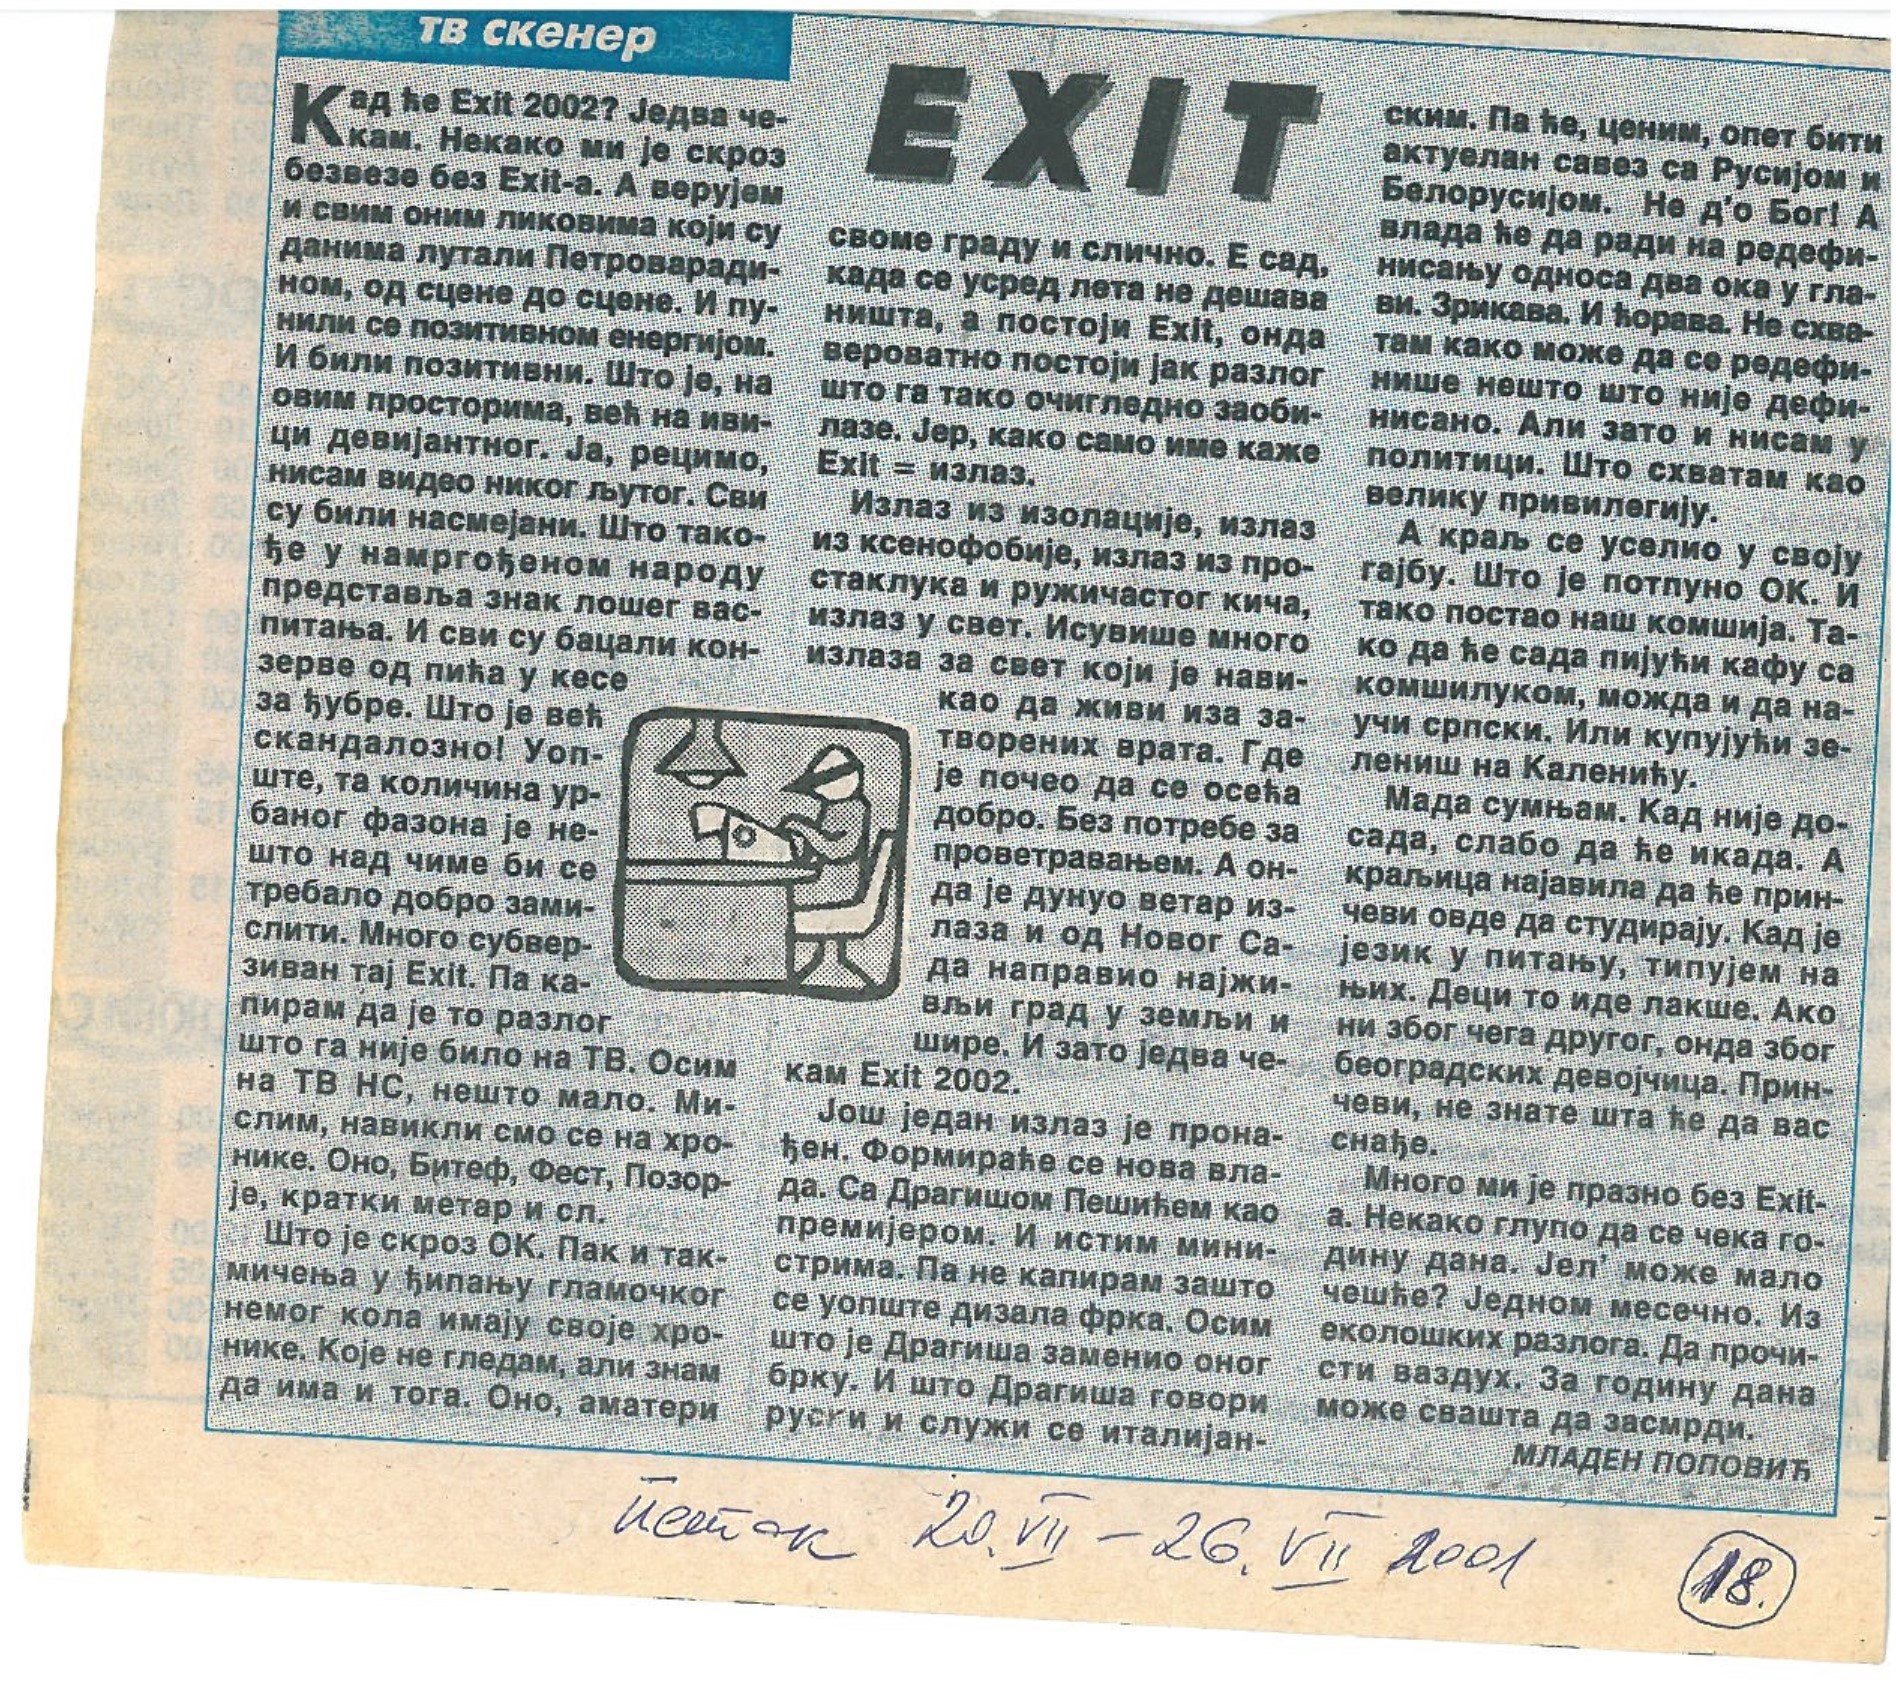 тв скенер
EXIT
Кад ће Exit 2002? Једва че-
кам. Некако ми је скроз
безвезе без Exit-а. А верујем
и свим оним ликовима који су
данима лутали Петроваради-
ном, од сцене до сцене. И пу-
нили се позитивном енергијом.
И били позитивни. Што је, на
овим просторима, већ на иви-
ци девијантног. Ја, рецимо,
нисам видео никог љутог. Сви
су били насмејани. Што тако-
ђе у намргођеном народу
представља знак лошег вас-
питања. И сви су бацали кон-
зерве од пића у кесе
за ђубре. Што је већ
скандалозно! Уоп-
ште, та количина ур-
баног фазона је не-
што над чиме би се
требало добро зами-
слити. Много субвер-
зиван тај Exit. Па ка-
пирам да је то разлог
што га није било на ТВ. Осим
на ТВ НС, нешто мало. Ми-
слим, навикли смо се на хро-
нике. Оно, Битеф, Фест, Позор-
је, кратки метар и сл.
Што је скроз ОК. Пак и так-
мичења у ђипању гламочког
немог кола имају своје хро-
нике. Које не гледам, али знам
да има и тога. Оно, аматери
своме граду и слично. Е сад,
када се усред лета не дешава
ништа, а постоји Exit, онда
вероватно постоји јак разлог
што га тако очигледно заоби-
лазе. Јер, како само име каже
Exit = излаз.
Излаз из изолације, излаз
из ксенофобије, излаз из про-
стаклука и ружичастог кича,
излаз у свет. Исувише много
излаза за свет који је нави-
као да живи иза за-
творених врата. Где
је почео да се осећа
добро. Без потребе за
проветравањем. А он-
да је дунуо ветар из-
лаза и од Новог Са-
да направио најжи-
вљи град у земљи и
шире. И зато једва че-
кам Exit 2002.
Још један излаз је прона-
ђен. Формираће се нова вла-
да. Са Драгишом Пешићем као
премијером. И истим мини-
стрима. Па не капирам зашто
се уопште дизала фрка. Осим
што је Драгиша заменио оног
брку. И што Драгиша говори
руски и служи се италијан-
ским. Па ће, ценим, опет бити
актуелан савез са Русијом и
Белорусијом. Не д'о Бог! А
влада ће да ради на редефи-
нисању односа два ока у гла-
ви. Зрикава. И ћорава. Не схва-
там како може да се редефи-
нише нешто што није дефи-
нисано. Али зато и нисам у
политици. Што схватам као
велику привилегију.
А краљ се уселио у своју
гајбу. Што је потпуно ОК. И
тако постао наш комшија. Та-
ко да ће сада пијући кафу са
комшилуком, можда и да на-
учи српски. Или купујући зе-
лениш на Каленићу.
Мада сумњам. Кад није до-
сада, слабо да ће икада. А
краљица најавила да ће прин-
чеви овде да студирају. Кад је
језик у питању, типујем на
њих. Деци то иде лакше. Ако
ни због чега другог, онда због
београдских девојчица. Прин-
чеви, не знате шта ће да вас
снађе.
Много ми је празно без Exit-
а. Некако глупо да се чека го-
дину дана. Јел' може мало
чешће? Једном месечно. Из
еколошких разлога. Да прочи-
сти ваздух. За годину дана
може свашта да засмрди.
МЛАДЕН ПОПОВИЋ
петак 20. VII – 26. VII 2001
18.